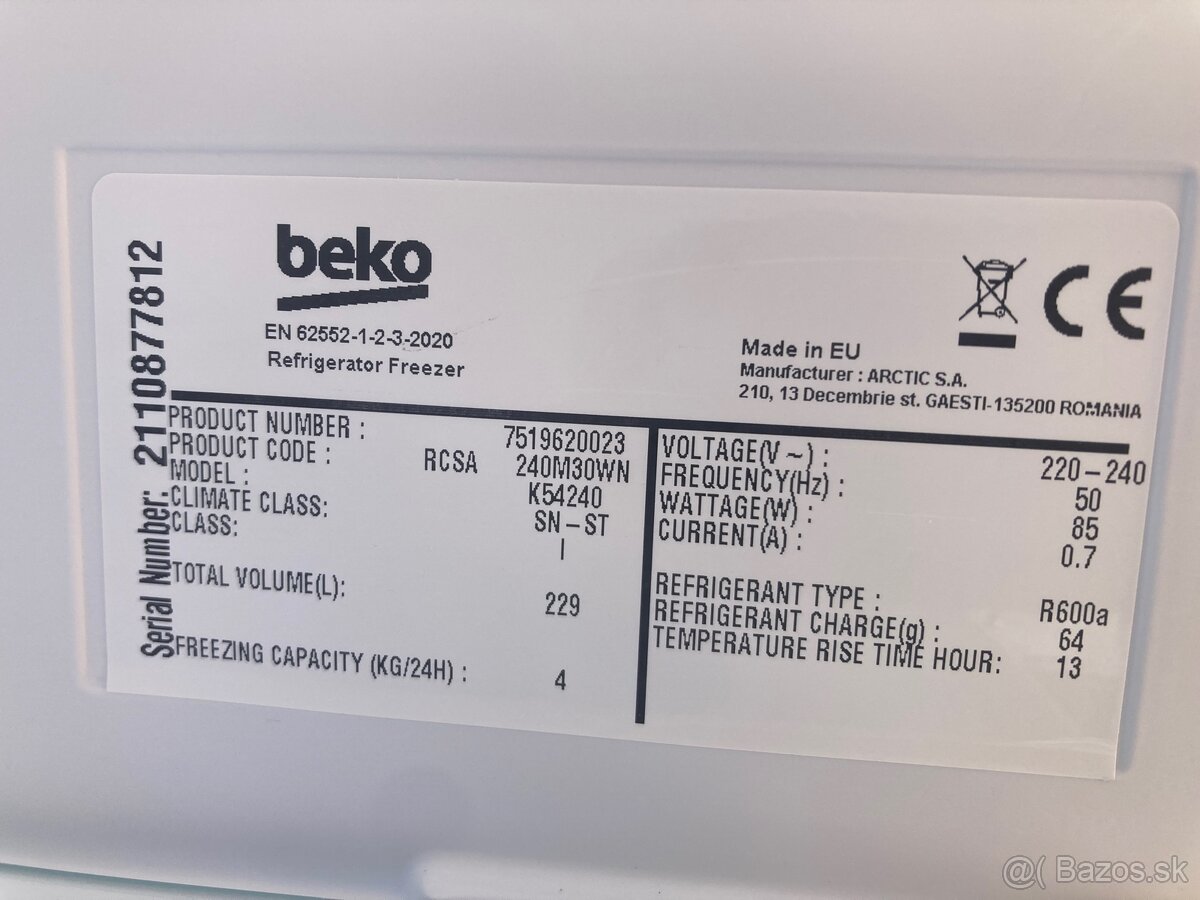 beko
EN 62552-1-2-3-2020
Refrigerator Freezer
CE
Made in EU
Manufacturer : ARCTIC S.A.
210, 13 Decembrie st. GAESTI-135200 ROMANIA
Serial Number: 2110877812
PRODUCT NUMBER : 7519620023
PRODUCT CODE : RCSA 240M30WN
MODEL : K54240
CLIMATE CLASS: SN-ST
CLASS: I
TOTAL VOLUME(L): 229
FREEZING CAPACITY (KG/24H) : 4
VOLTAGE(V ~) : 220-240
FREQUENCY(Hz) : 50
WATTAGE(W) : 85
CURRENT(A) : 0.7
REFRIGERANT TYPE : R600a
REFRIGERANT CHARGE(g) : 64
TEMPERATURE RISE TIME HOUR: 13
@( Bazos.sk